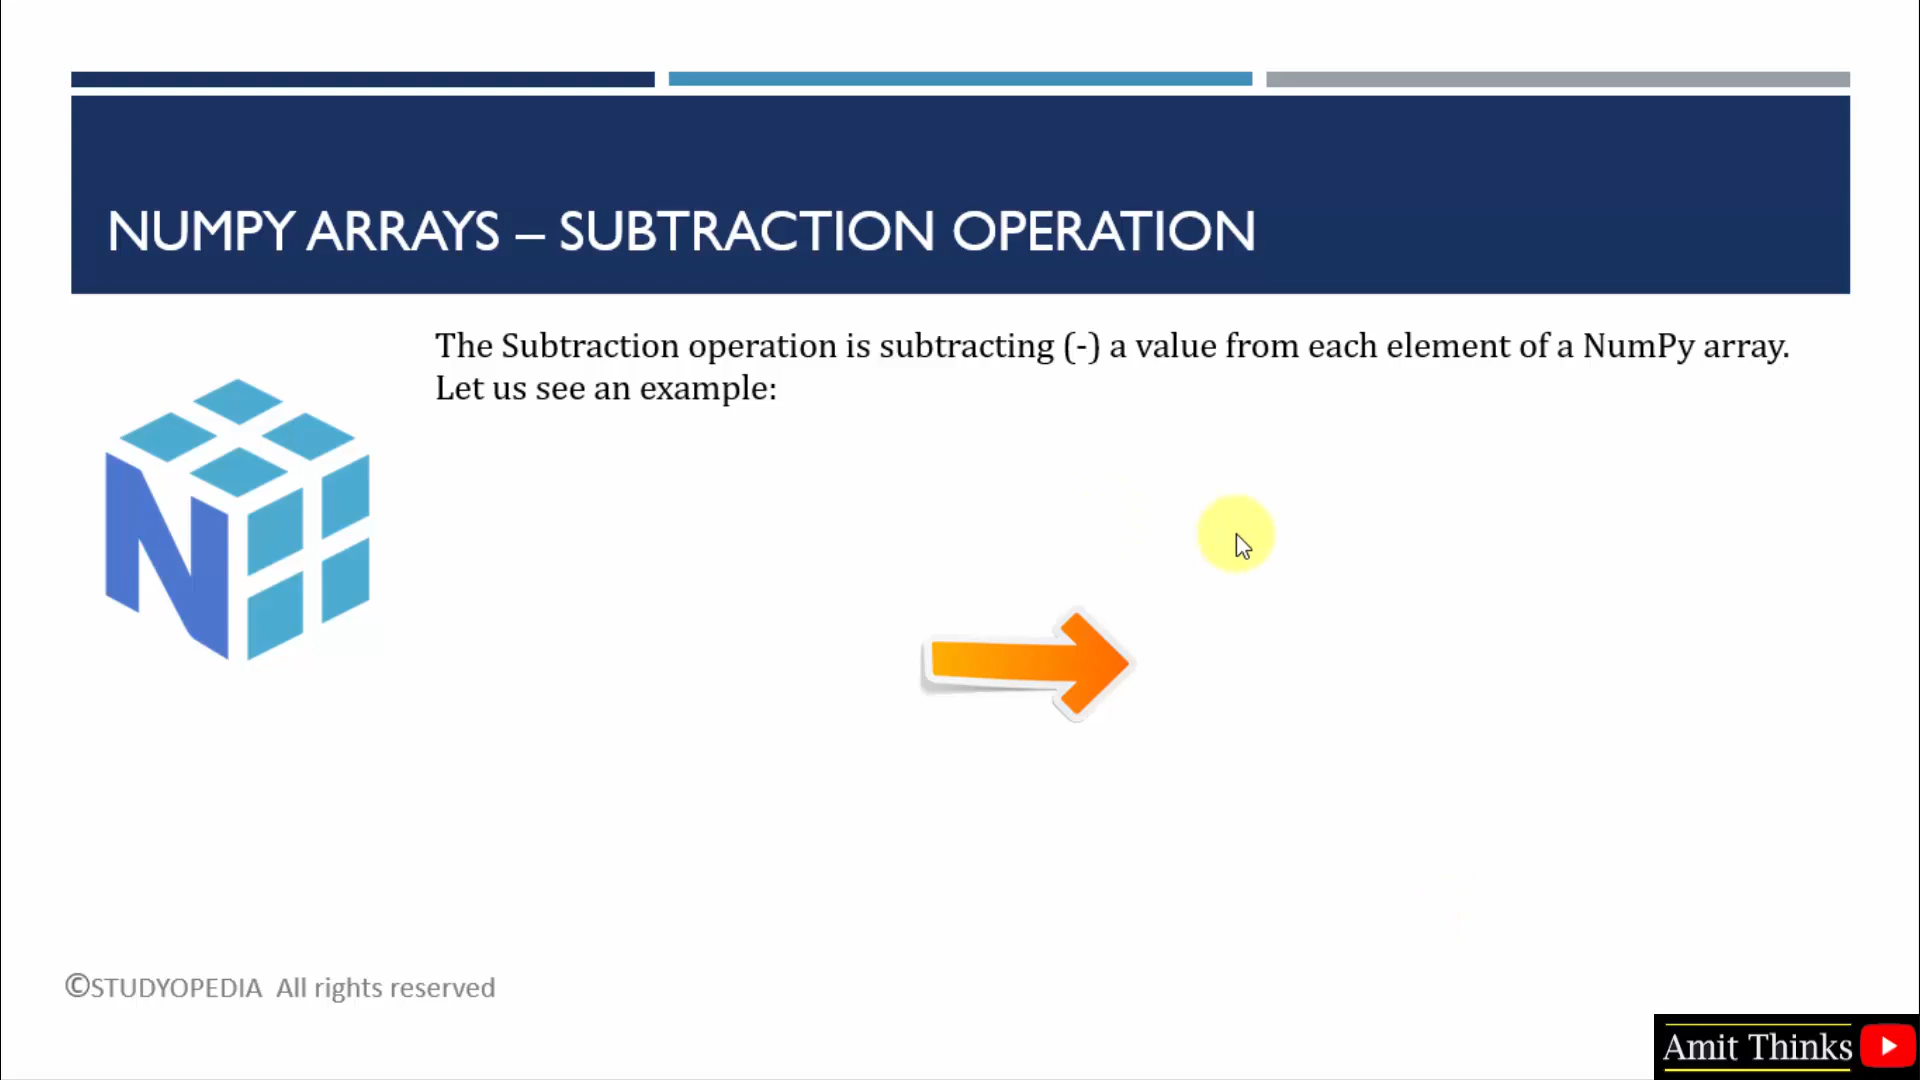 NUMPY ARRAYS – SUBTRACTION OPERATION
The Subtraction operation is subtracting (-) a value from each element of a NumPy array.
Let us see an example:
N
©STUDYOPEDIA All rights reserved
Amit Thinks